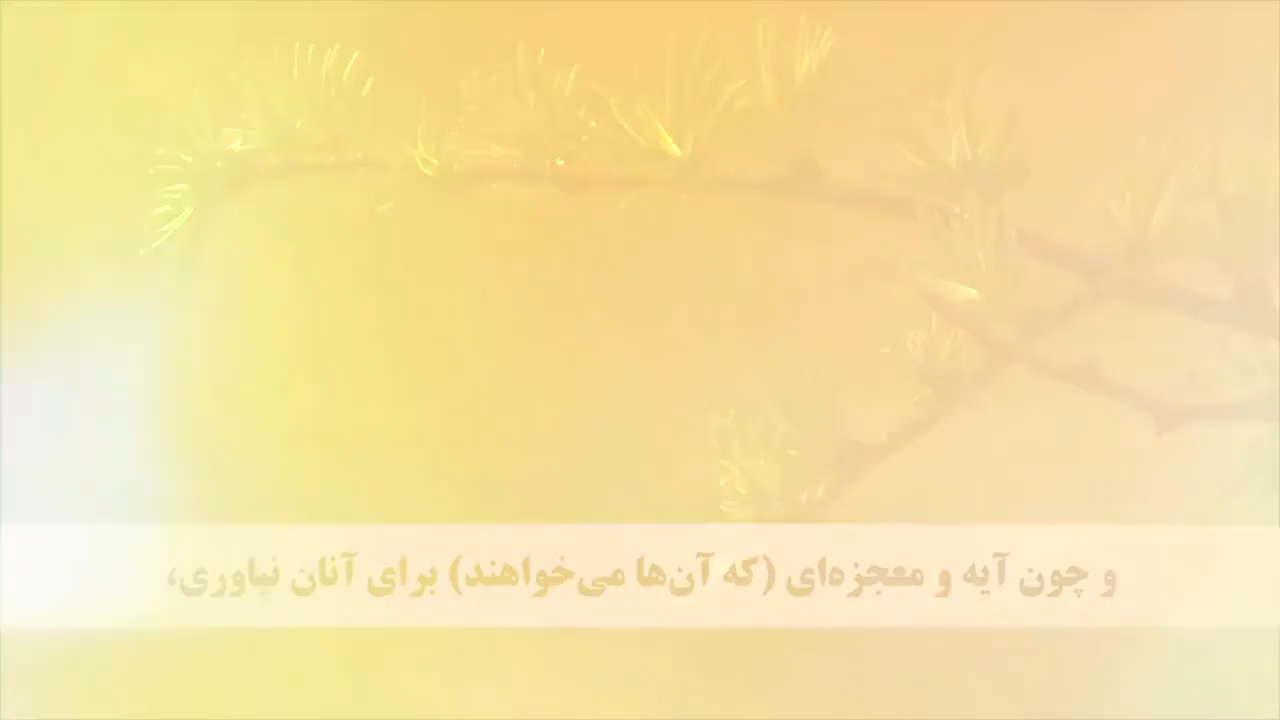 و چون آیه و معجزه‌ای (که آن‌ها می‌خواهند) برای آنان نیاوری،